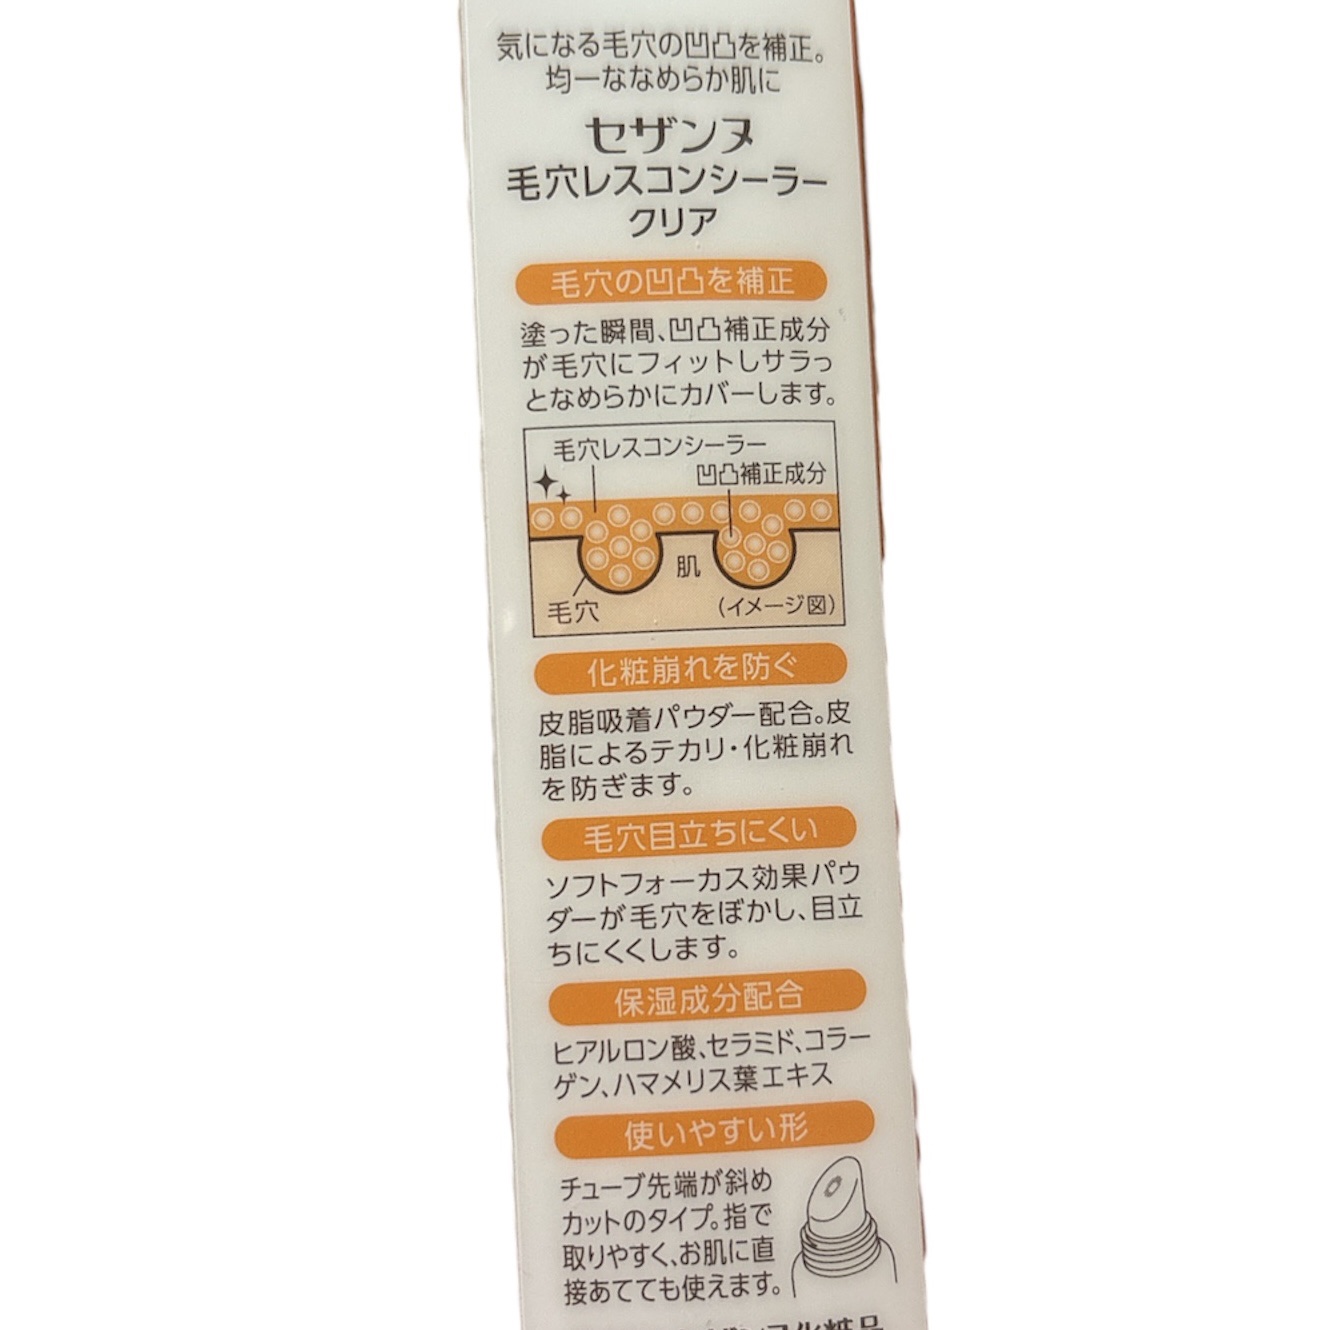 気になる毛穴の凹凸を補正。
均一ななめらか肌に
セザンヌ
毛穴レスコンシーラー
クリア
毛穴の凹凸を補正
塗った瞬間、凹凸補正成分
が毛穴にフィットしサラっ
となめらかにカバーします。
毛穴レスコンシーラー
凹凸補正成分
肌
毛穴
(イメージ図)
化粧崩れを防ぐ
皮脂吸着パウダー配合。皮
脂によるテカリ・化粧崩れ
を防ぎます。
毛穴目立ちにくい
ソフトフォーカス効果パウ
ダーが毛穴をぼかし、目立
ちにくくします。
保湿成分配合
ヒアルロン酸、セラミド、コラー
ゲン、ハマメリス葉エキス
使いやすい形
チューブ先端が斜め
カットのタイプ。指で
取りやすく、お肌に直
接あてても使えます。